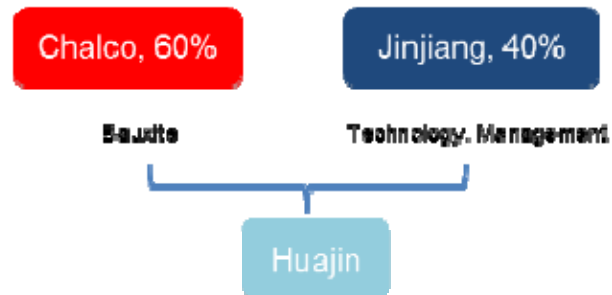 Chalco, 60%
Jinjiang, 40%
Bauxite
Technology, Management
Huajin